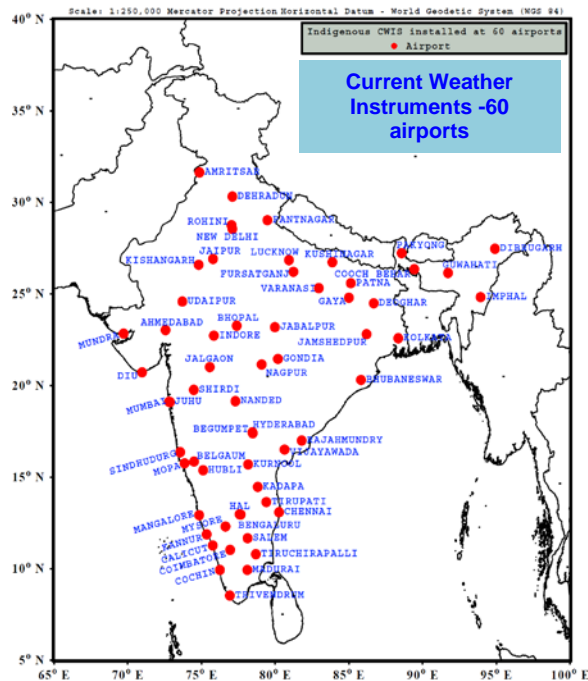 Scale: 1:250,000 Mercator Projection Horizontal Datum - World Geodetic System (WGS 84)
Indigenous CWIS installed at 60 airports
Airport
Current Weather
Instruments -60
airports
40° N
35° N
30° N
25° N
20° N
15° N
10° N
5° N
AMRITSAR
DEHRADUN
ROHINI
PANTNAGAR
NEW DELHI
PAKYONG
DIBRUGARH
JAIPUR
LUCKNOW
KUSHINAGAR
KISHANGARH
COOCH BEHAR
GUWAHATI
FURSATGANJ
PATNA
VARANASI
UDAIPUR
GAYA
DEOGHAR
IMPHAL
BHOPAL
AHMEDABAD
JABALPUR
MUNDRA
INDORE
JAMSHEDPUR
KOLKATA
JALGAON
GONDIA
DIU
NAGPUR
BHUBANESWAR
SHIRDI
MUMBAI
JUHU
NANDED
BEGUMPET
HYDERABAD
RAJAHMUNDRY
SINDHUDURG
VIJAYAWADA
MOPA
BELGAUM
HUBLI
KURNOOL
KADAPA
TIRUPATI
HAL
CHENNAI
MANGALORE
MYSORE
BENGALURU
KANNUR
SALEM
CALICUT
COIMBATORE
TIRUCHIRAPALLI
COCHIN
MADURAI
TRIVENDREM
65° E
70° E
75° E
80° E
85° E
90° E
95° E
100° E